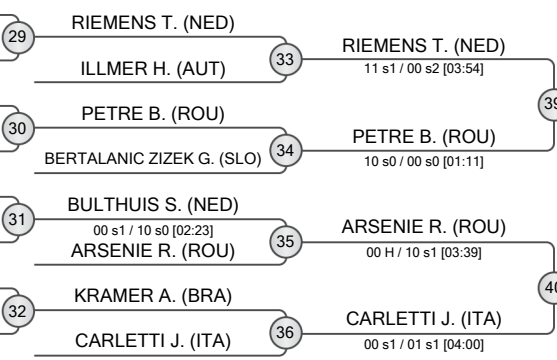 29
RIEMENS T. (NED)
ILLMER H. (AUT)
33
RIEMENS T. (NED)
11 s1 / 00 s2 [03:54]
39
30
PETRE B. (ROU)
BERTALANIC ZIZEK G. (SLO)
34
PETRE B. (ROU)
10 s0 / 00 s0 [01:11]
31
BULTHUIS S. (NED)
00 s1 / 10 s0 [02:23]
ARSENIE R. (ROU)
35
ARSENIE R. (ROU)
00 H / 10 s1 [03:39]
40
32
KRAMER A. (BRA)
CARLETTI J. (ITA)
36
CARLETTI J. (ITA)
00 s1 / 01 s1 [04:00]